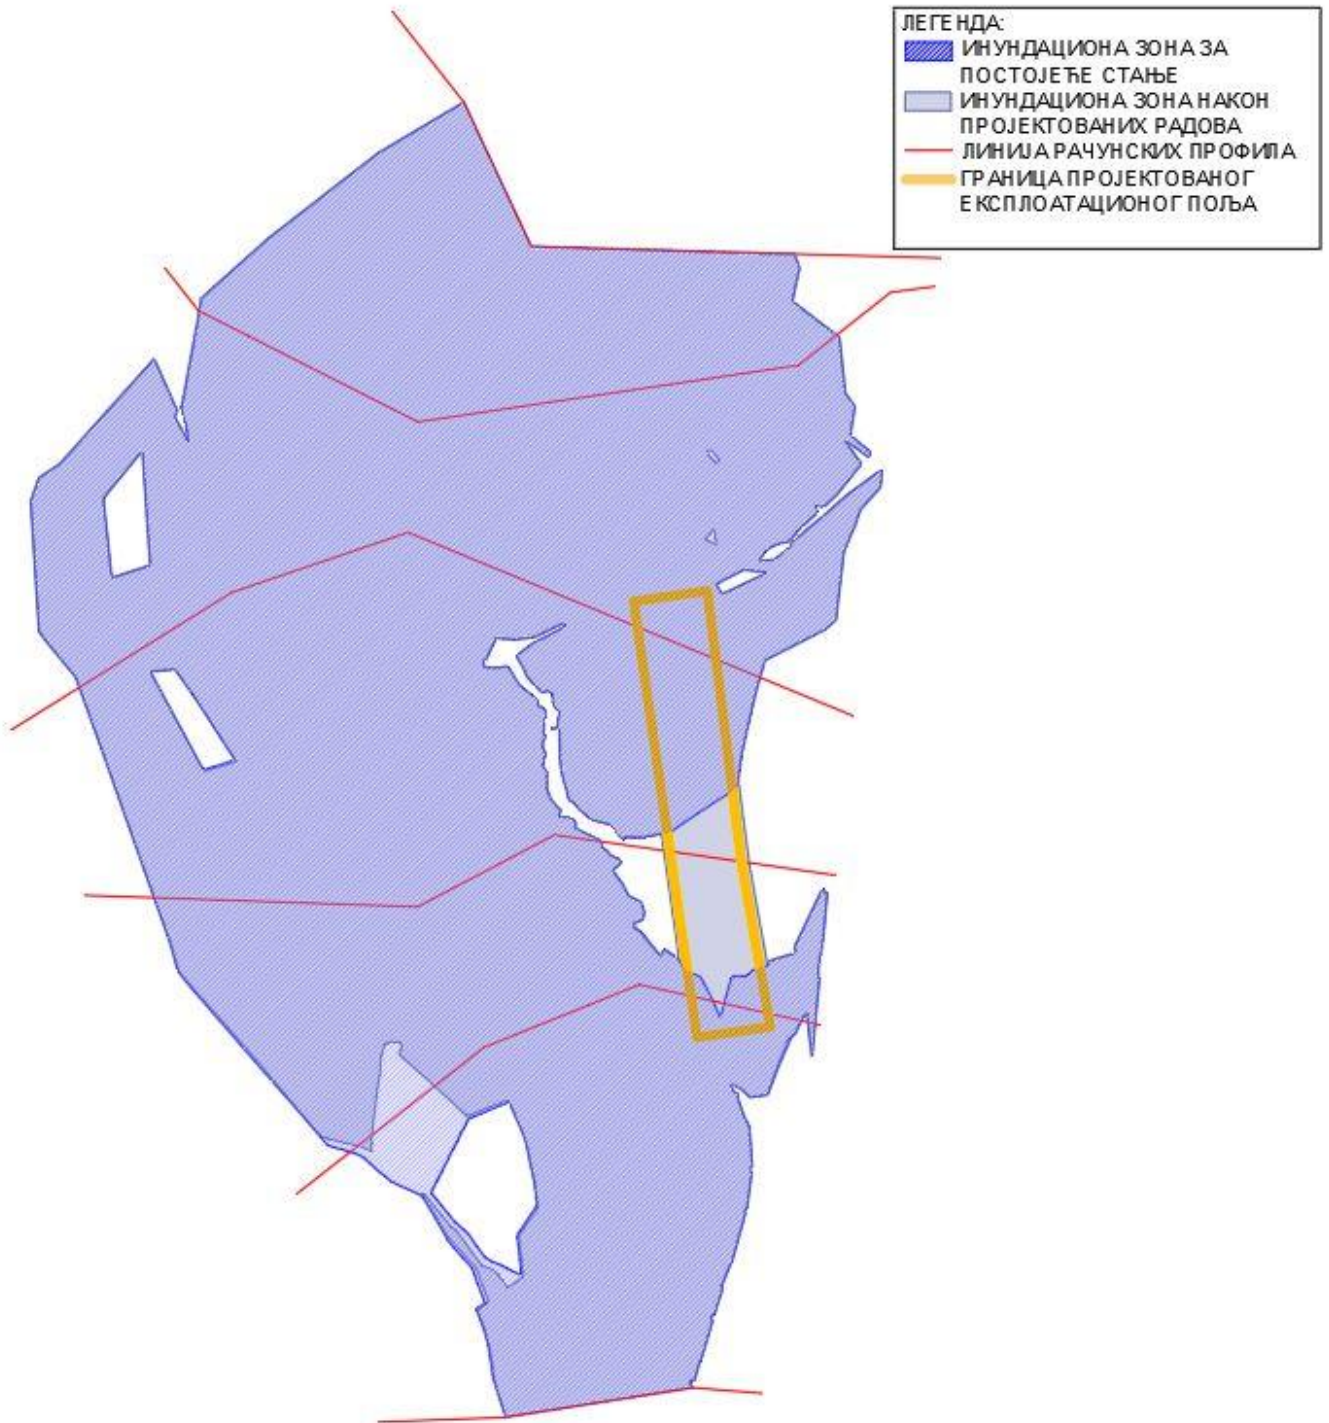 ЛЕГЕНДА:
ИНУНДАЦИОНА ЗОНА ЗА
ПОСТОЈЕЋЕ СТАЊЕ
ИНУНДАЦИОНА ЗОНА НАКОН
ПРОЈЕКТОВАНИХ РАДОВА
ЛИНИЈА РАЧУНСКИХ ПРОФИЛА
ГРАНИЦА ПРОЈЕКТОВАНОГ
ЕКСПЛОАТАЦИОНОГ ПОЉА